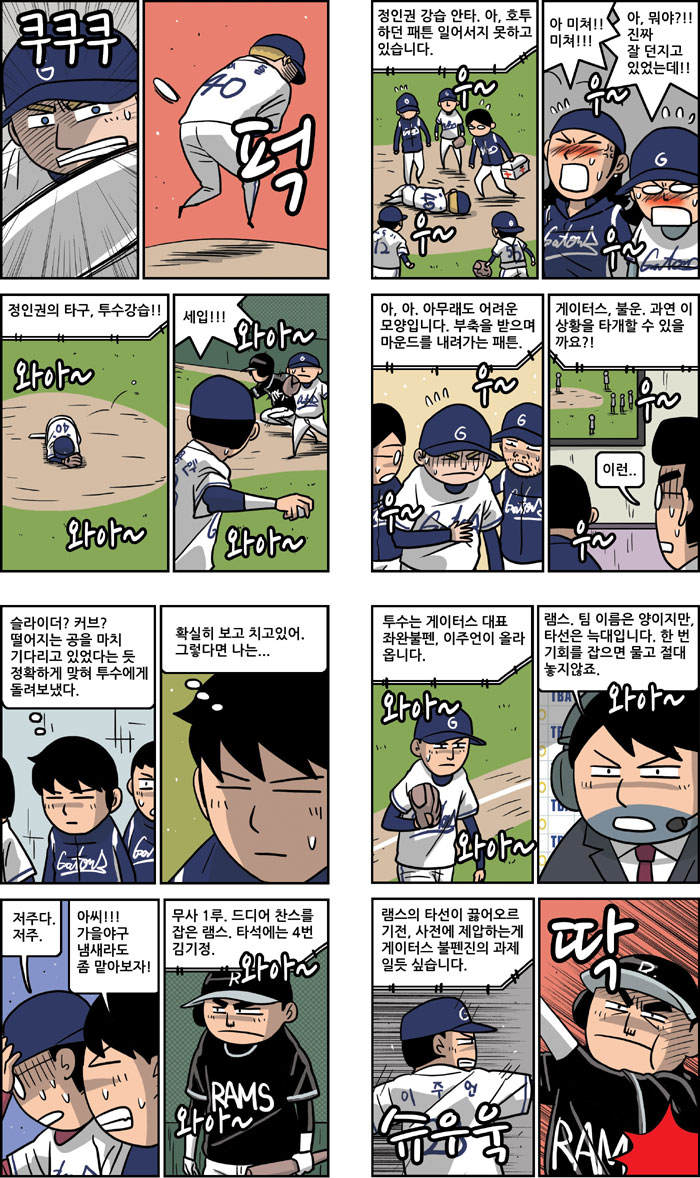 쿠쿠쿠
G
40
퍽
정인권의 타구, 투수강습!!
와아~
40
와아~
세입!!!
와아~
G
와아~
정인권 강습 안타. 아, 호투
하던 패튼 일어서지 못하고
있습니다.
우~
40
우~
12
56
아 미쳐!!
미쳐!!!
아, 뭐야?!!
진짜
잘 던지고
있었는데!!
우~
G
우~
Gators
Gators
아, 아. 아무래도 어려운
모양입니다. 부축을 받으며
마운드를 내려가는 패튼.
우~
G
우~
Gators
게이터스, 불운. 과연 이
상황을 타개할 수 있을
까요?!
우~
이런..
우~
슬라이더? 커브?
떨어지는 공을 마치
기다리고 있었다는 듯
정확하게 맞혀 투수에게
돌려보냈다.
Gators
확실히 보고 치고있어.
그렇다면 나는...
저주다.
저주.
아씨!!!
가을야구
냄새라도
좀 맡아보자!
무사 1루. 드디어 찬스를
잡은 램스. 타석에는 4번
김기정.
와아~
R
RAMS
와아~
투수는 게이터스 대표
좌완불펜, 이주언이 올라
옵니다.
와아~
G
Gators
와아~
램스. 팀 이름은 양이지만,
타선은 늑대입니다. 한 번
기회를 잡으면 물고 절대
놓지않죠.
와아~
TBA
램스의 타선이 끓어오르
기전, 사전에 제압하는게
게이터스 불펜진의 과제
일듯 싶습니다.
이주언
슈우욱
딱
RAM